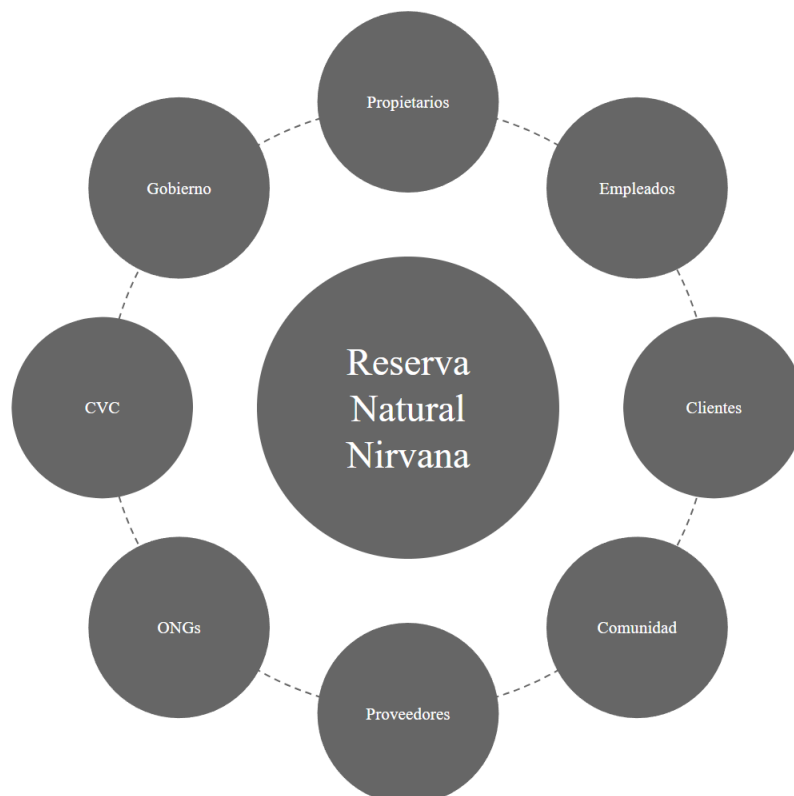 Propietarios
Gobierno
Empleados
Reserva
Natural
Nirvana
CVC
Clientes
ONGs
Comunidad
Proveedores